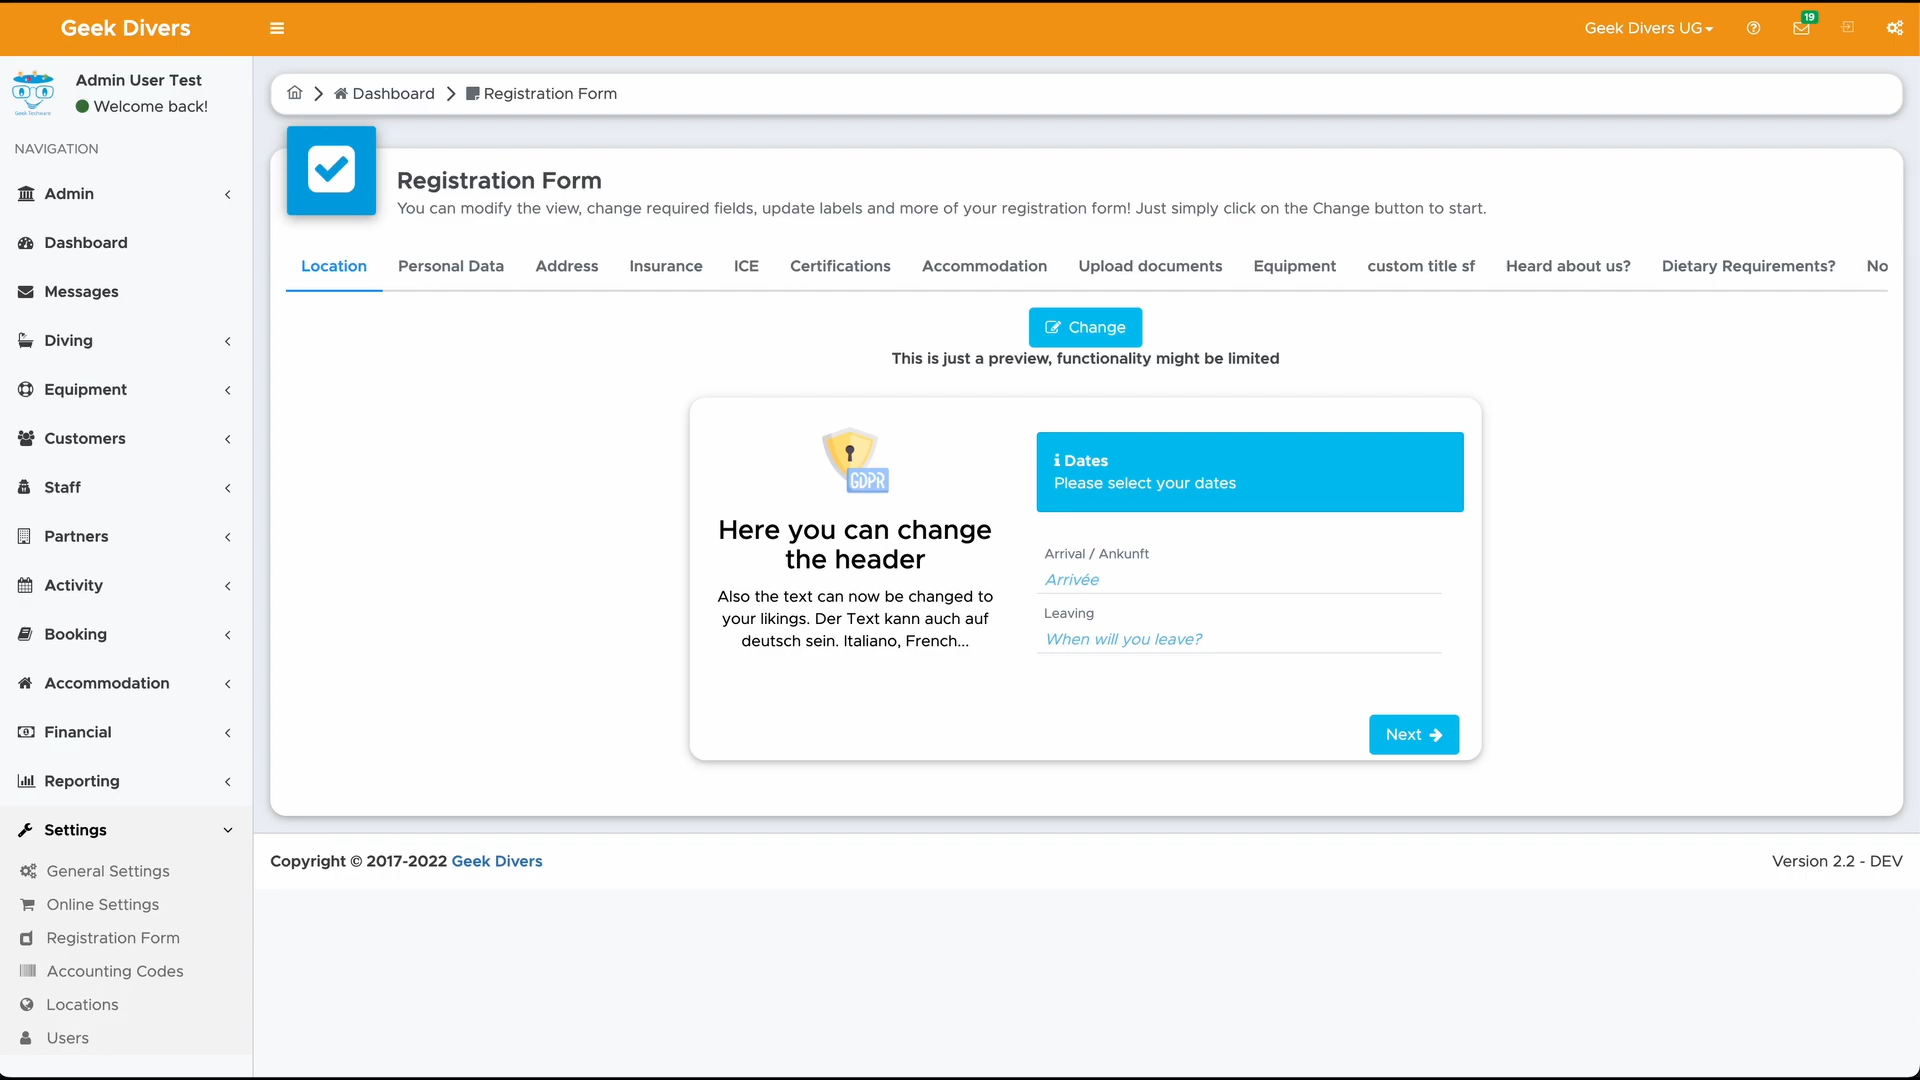 Geek Divers
Geek Divers UG
19
Admin User Test
Welcome back!
Geek Techware
NAVIGATION
Admin
Dashboard
Messages
Diving
Equipment
Customers
Staff
Partners
Activity
Booking
Accommodation
Financial
Reporting
Settings
General Settings
Online Settings
Registration Form
Accounting Codes
Locations
Users
Dashboard
Registration Form
Registration Form
You can modify the view, change required fields, update labels and more of your registration form! Just simply click on the Change button to start.
Location
Personal Data
Address
Insurance
ICE
Certifications
Accommodation
Upload documents
Equipment
custom title sf
Heard about us?
Dietary Requirements?
No
Change
This is just a preview, functionality might be limited
GDPR
Here you can change
the header
Also the text can now be changed to
your likings. Der Text kann auch auf
deutsch sein. Italiano, French...
Dates
Please select your dates
Arrival / Ankunft
Arrivée
Leaving
When will you leave?
Next
Copyright © 2017-2022 Geek Divers
Version 2.2 - DEV